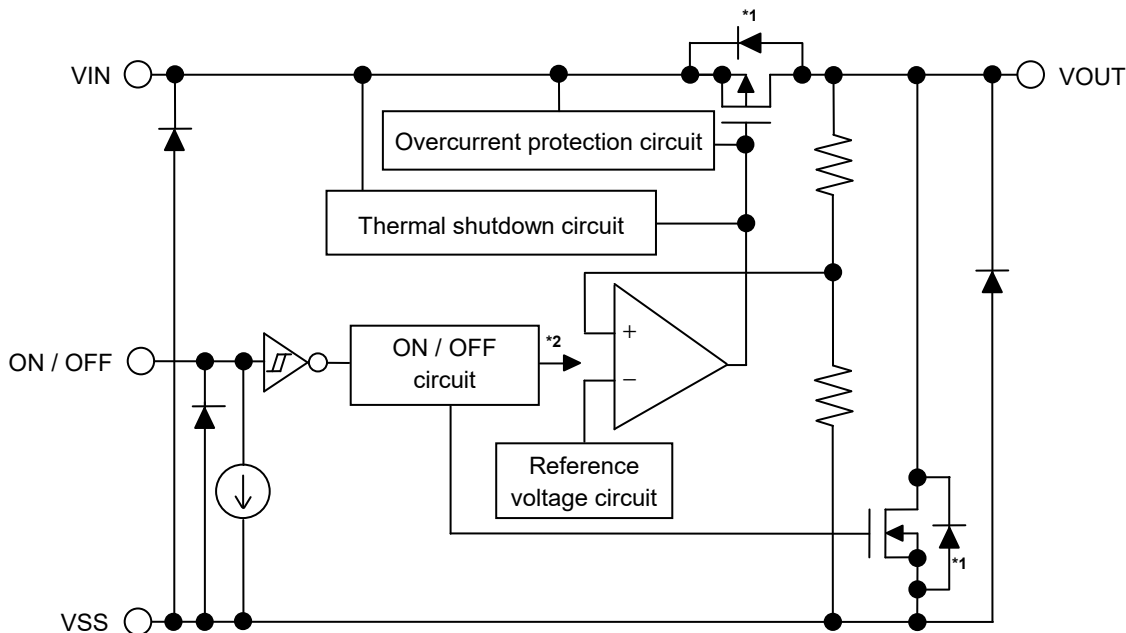 *1
VIN
VOUT
Overcurrent protection circuit
Thermal shutdown circuit
+
ON / OFF
ON / OFF
circuit
*2
−
Reference
voltage circuit
*1
VSS